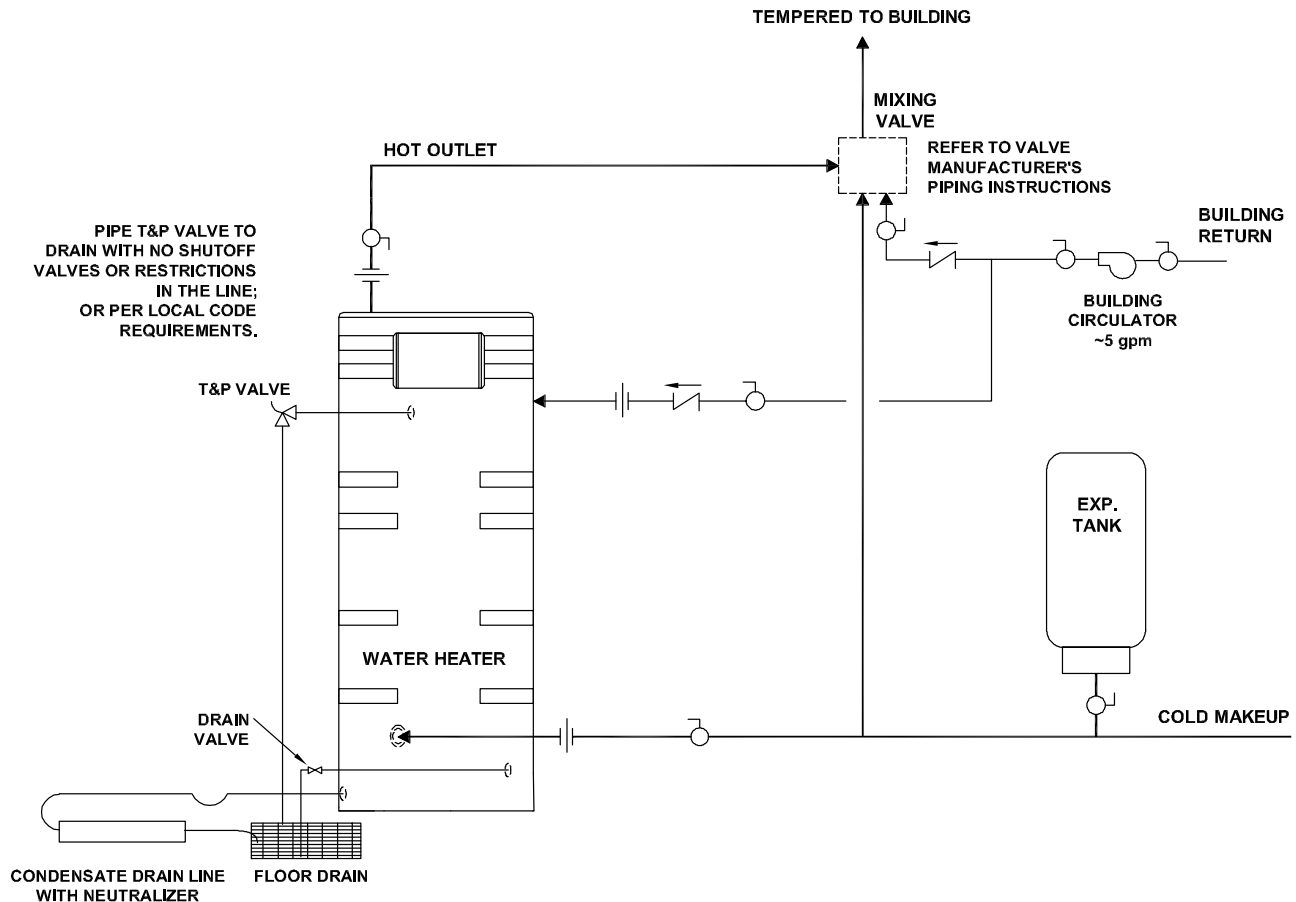 TEMPERED TO BUILDING
MIXING
VALVE
HOT OUTLET
REFER TO VALVE
MANUFACTURER'S
PIPING INSTRUCTIONS
BUILDING
RETURN
PIPE T&P VALVE TO
DRAIN WITH NO SHUTOFF
VALVES OR RESTRICTIONS
IN THE LINE;
OR PER LOCAL CODE
REQUIREMENTS.
BUILDING
CIRCULATOR
~5 gpm
T&P VALVE
EXP.
TANK
WATER HEATER
COLD MAKEUP
DRAIN
VALVE
CONDENSATE DRAIN LINE
WITH NEUTRALIZER
FLOOR DRAIN